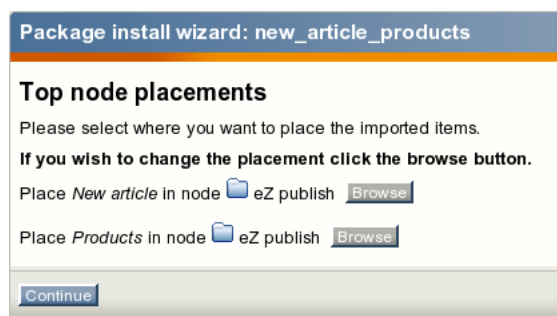 Package install wizard: new_article_products
Top node placements
Please select where you want to place the imported items.
If you wish to change the placement click the browse button.
Place New article in node eZ publish Browse
Place Products in node eZ publish Browse
Continue